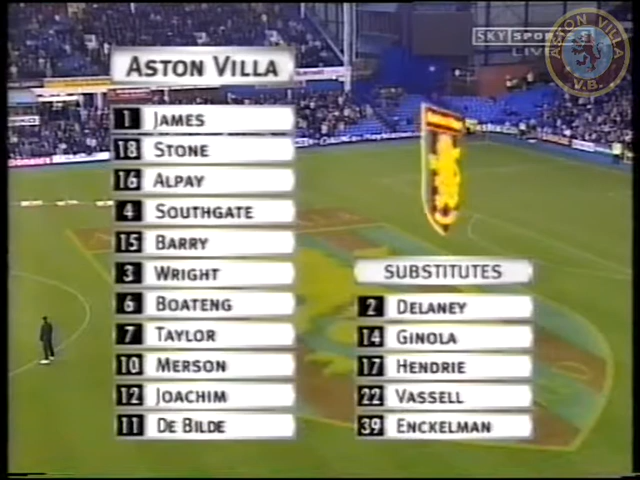 SKY SPORTS 2
LIVE
ASTON VILLA
V.B.
ASTON VILLA
1 JAMES
18 STONE
16 ALPAY
4 SOUTHGATE
15 BARRY
3 WRIGHT
6 BOATENG
7 TAYLOR
10 MERSON
12 JOACHIM
11 DE BILDE
SUBSTITUTES
2 DELANEY
14 GINOLA
17 HENDRIE
22 VASSELL
39 ENCKELMAN